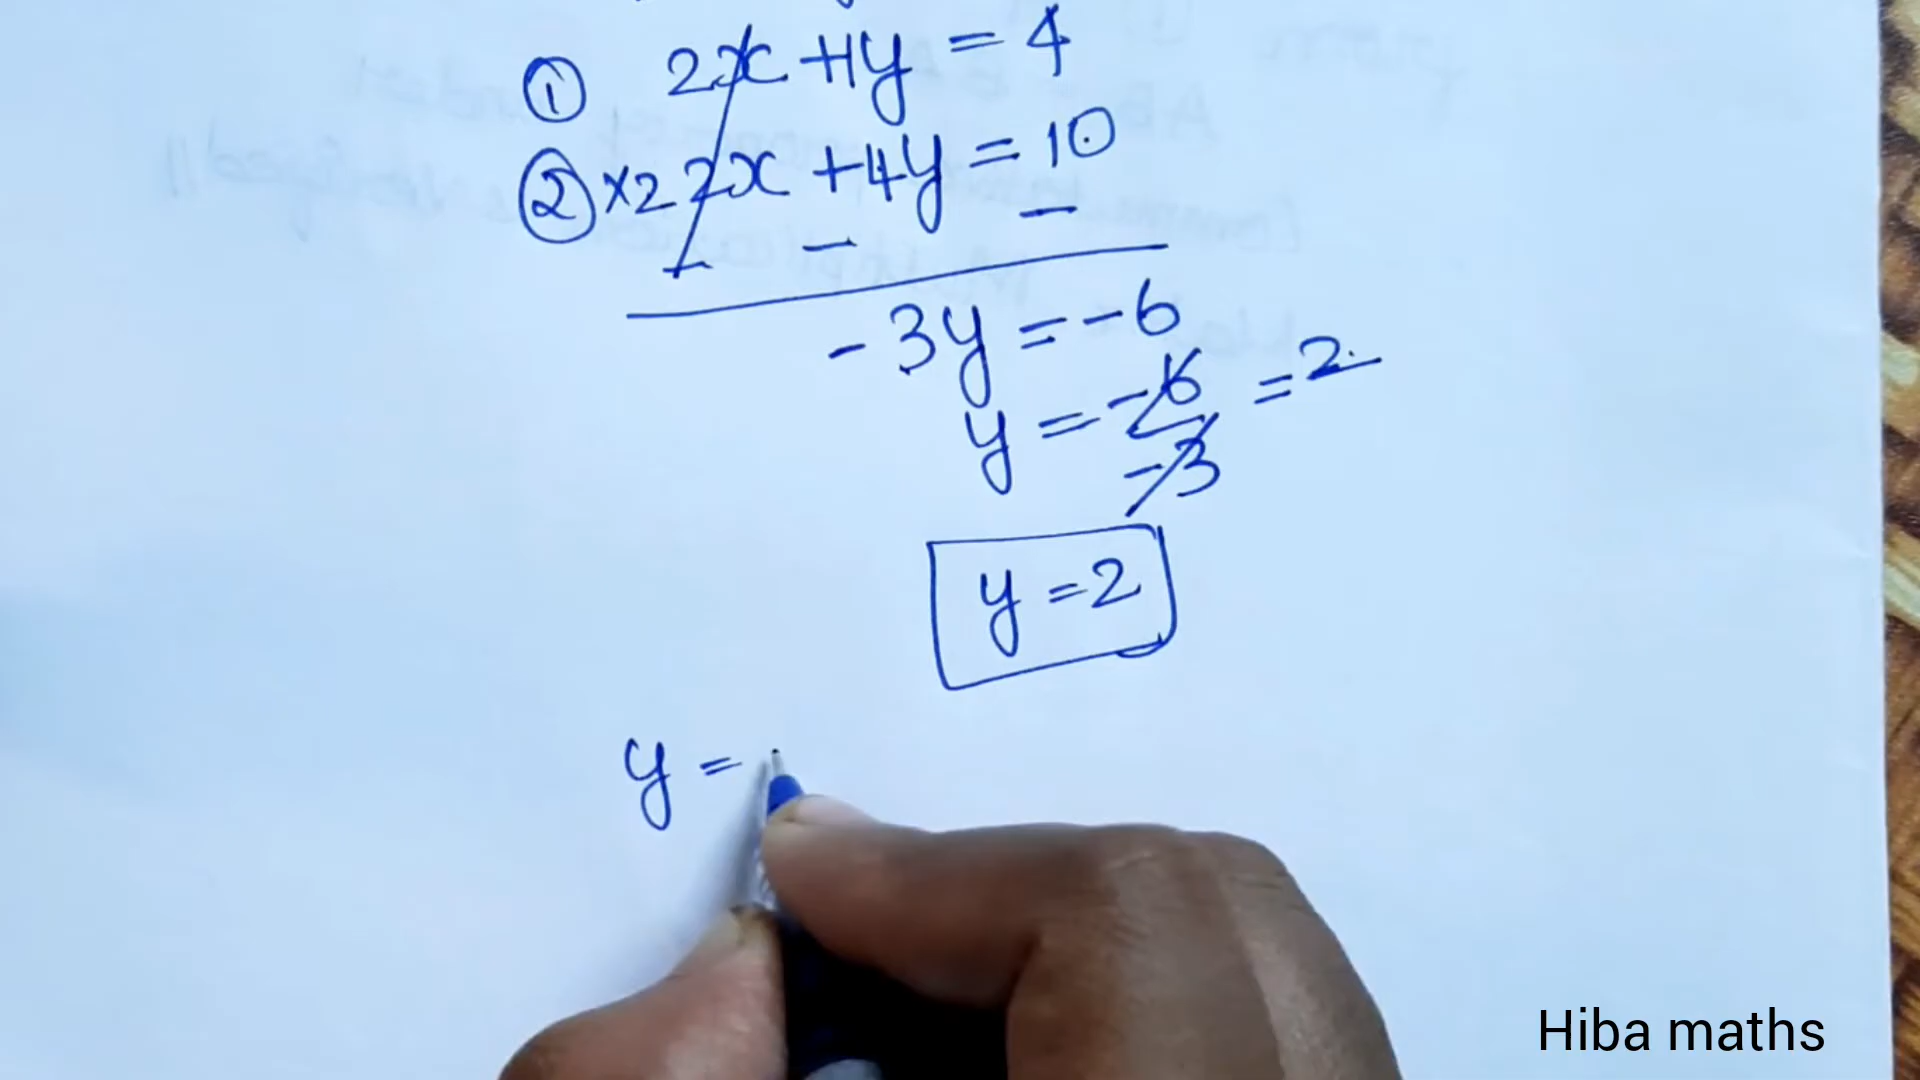 ① 2x + y = 4
② ×2 2x + 4y = 10
- - -
-3y = -6
y = -6/-3 = 2
y = 2
y =
Hiba maths